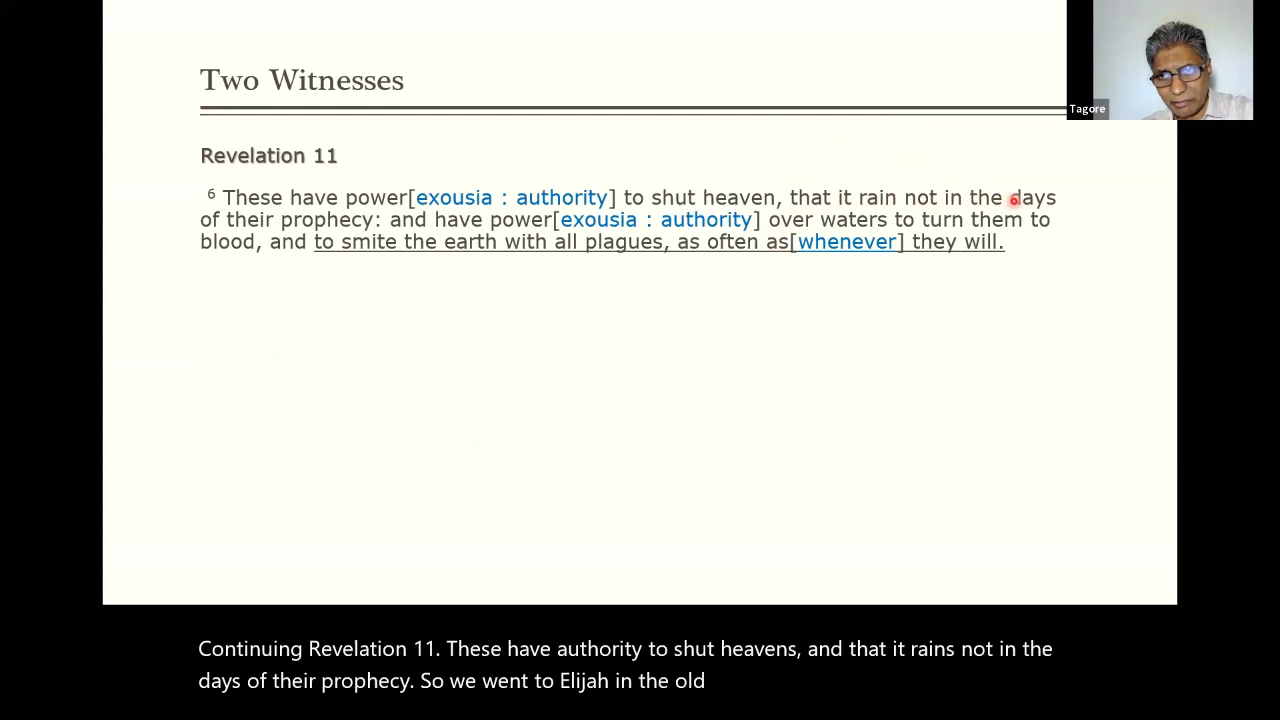 Two Witnesses
Tagore
Revelation 11
6 These have power[exousia : authority] to shut heaven, that it rain not in the days
of their prophecy: and have power[exousia : authority] over waters to turn them to
blood, and to smite the earth with all plagues, as often as[whenever] they will.
Continuing Revelation 11. These have authority to shut heavens, and that it rains not in the
days of their prophecy. So we went to Elijah in the old